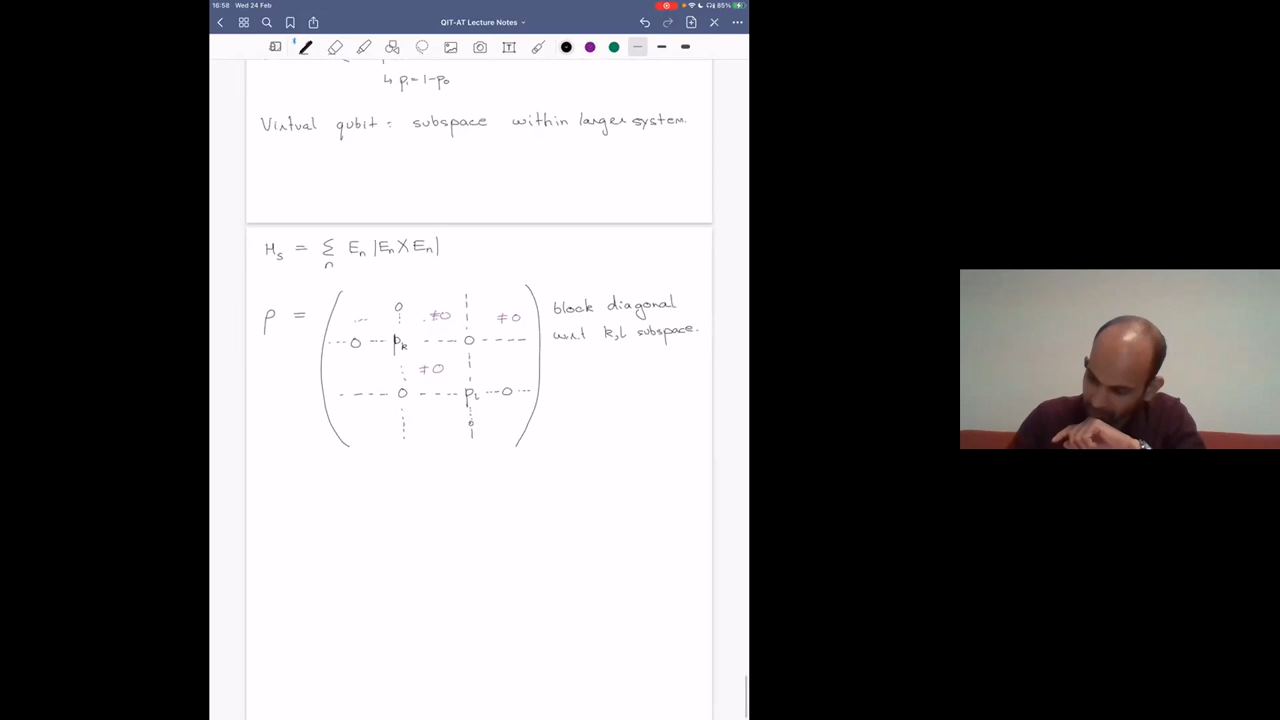 16:58 Wed 24 Feb
85%
QIT-AT Lecture Notes
↳ p₁ = 1-p₀
Virtual qubit : subspace within larger system.
Hₛ = Σ Eₙ |Eₙ X Eₙ|
n
0
... .≠0 ≠0 block diagonal
ρ =
w.r.t k,l subspace.
... 0 --- pₖ ---- 0 ----
≠0
---- 0 ---- pₗ ... 0 ...
0